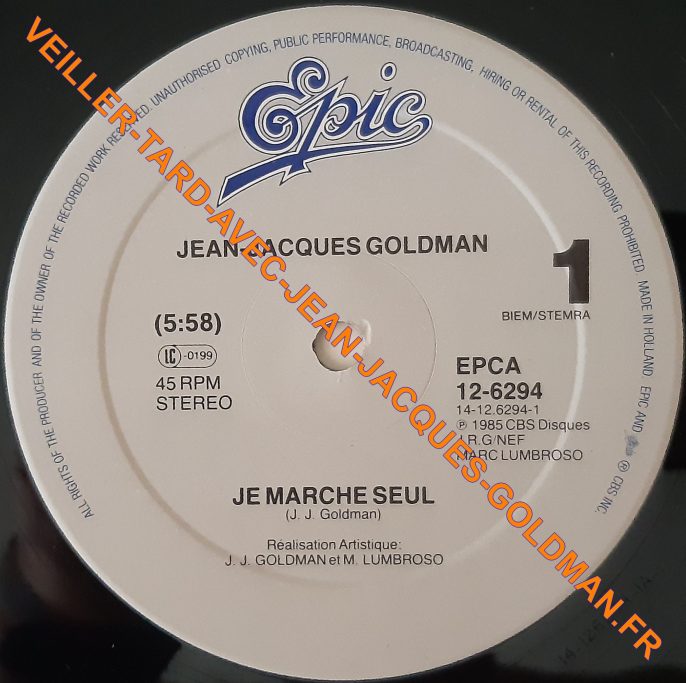 ALL RIGHTS OF THE PRODUCER AND OF THE OWNER OF THE RECORDED WORK RESERVED. UNAUTHORISED COPYING, PUBLIC PERFORMANCE, BROADCASTING, HIRING OR RENTAL OF THIS RECORDING PROHIBITED. MADE IN HOLLAND EPIC AND ® CBS INC.
Epic
VEILLER-TARD-AVEC-JEAN-JACQUES-GOLDMAN.FR
JEAN-JACQUES GOLDMAN
1
BIEM/STEMRA
(5:58)
LC-0199
45 RPM
STEREO
EPCA
12-6294
14-12.6294-1
℗ 1985 CBS Disques
J.R.G/NEF
MARC LUMBROSO
JE MARCHE SEUL
(J. J. Goldman)
Réalisation Artistique:
J. J. GOLDMAN et M. LUMBROSO